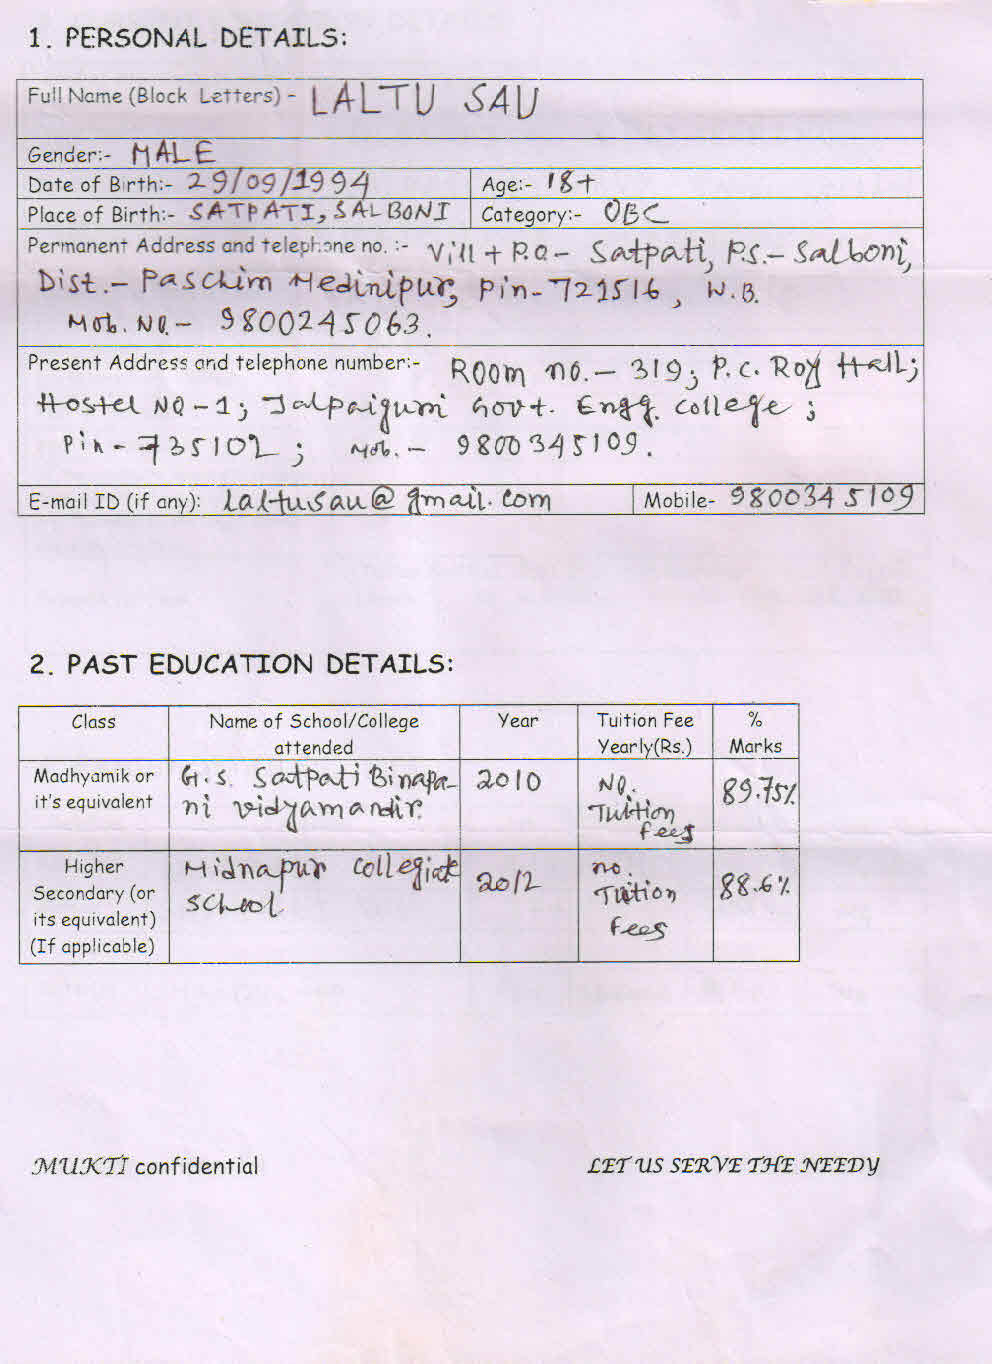 1. PERSONAL DETAILS:
Full Name (Block Letters) - LALTU SAU
Gender:- MALE
Date of Birth:- 29/09/1994 Age:- 18+
Place of Birth:- SATPATI, SALBONI Category:- OBC
Permanent Address and telephone no. :- Vill + P.O - Satpati, P.S.- Salboni,
Dist.- Paschim Medinipur, Pin- 721516, W.B.
Mob. NO.- 9800245063.
Present Address and telephone number:- Room no.- 319; P.C. Roy Hall;
Hostel NO-1; Jalpaiguri Govt. Engg. College;
Pin- 735102; Mob.- 9800345109.
E-mail ID (if any): laltusau@gmail.com Mobile- 9800345109
2. PAST EDUCATION DETAILS:
Class Name of School/College attended Year Tuition Fee Yearly(Rs.) % Marks
Madhyamik or it's equivalent G.S. Satpati Binapa-ni vidyamandir. 2010 NO. Tuition fees 89.75%
Higher Secondary (or its equivalent) (If applicable) Midnapur Collegiate School 2012 no. Tuition fees 88.6%
MUKTI confidential LET US SERVE THE NEEDY